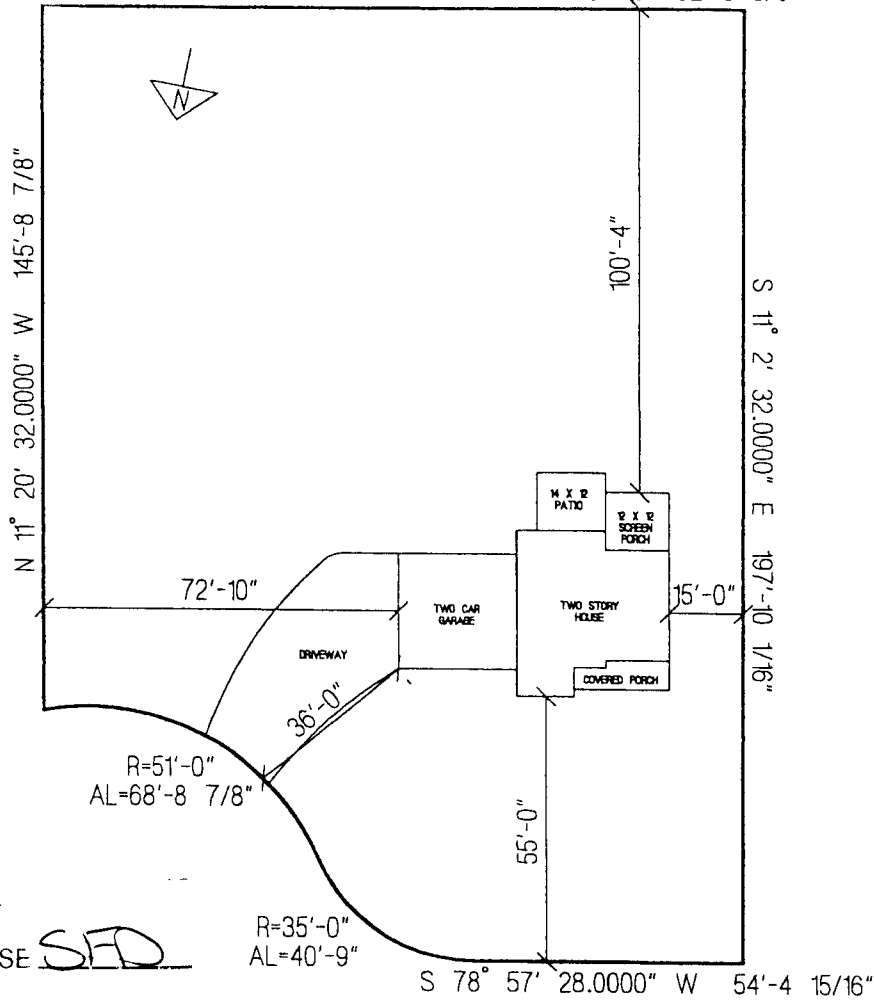 N
N 11° 20' 32.0000" W 145'-8 7/8"
100'-4"
S 11° 2' 32.0000" E 197'-10 1/16"
14 X 12
PATIO
12 X 12
SCREEN
PORCH
72'-10"
TWO CAR
GARAGE
TWO STORY
HOUSE
15'-0"
DRIVEWAY
COVERED PORCH
36'-0"
R=51'-0"
AL=68'-8 7/8"
55'-0"
R=35'-0"
AL=40'-9"
SE SFD
S 78° 57' 28.0000" W 54'-4 15/16"